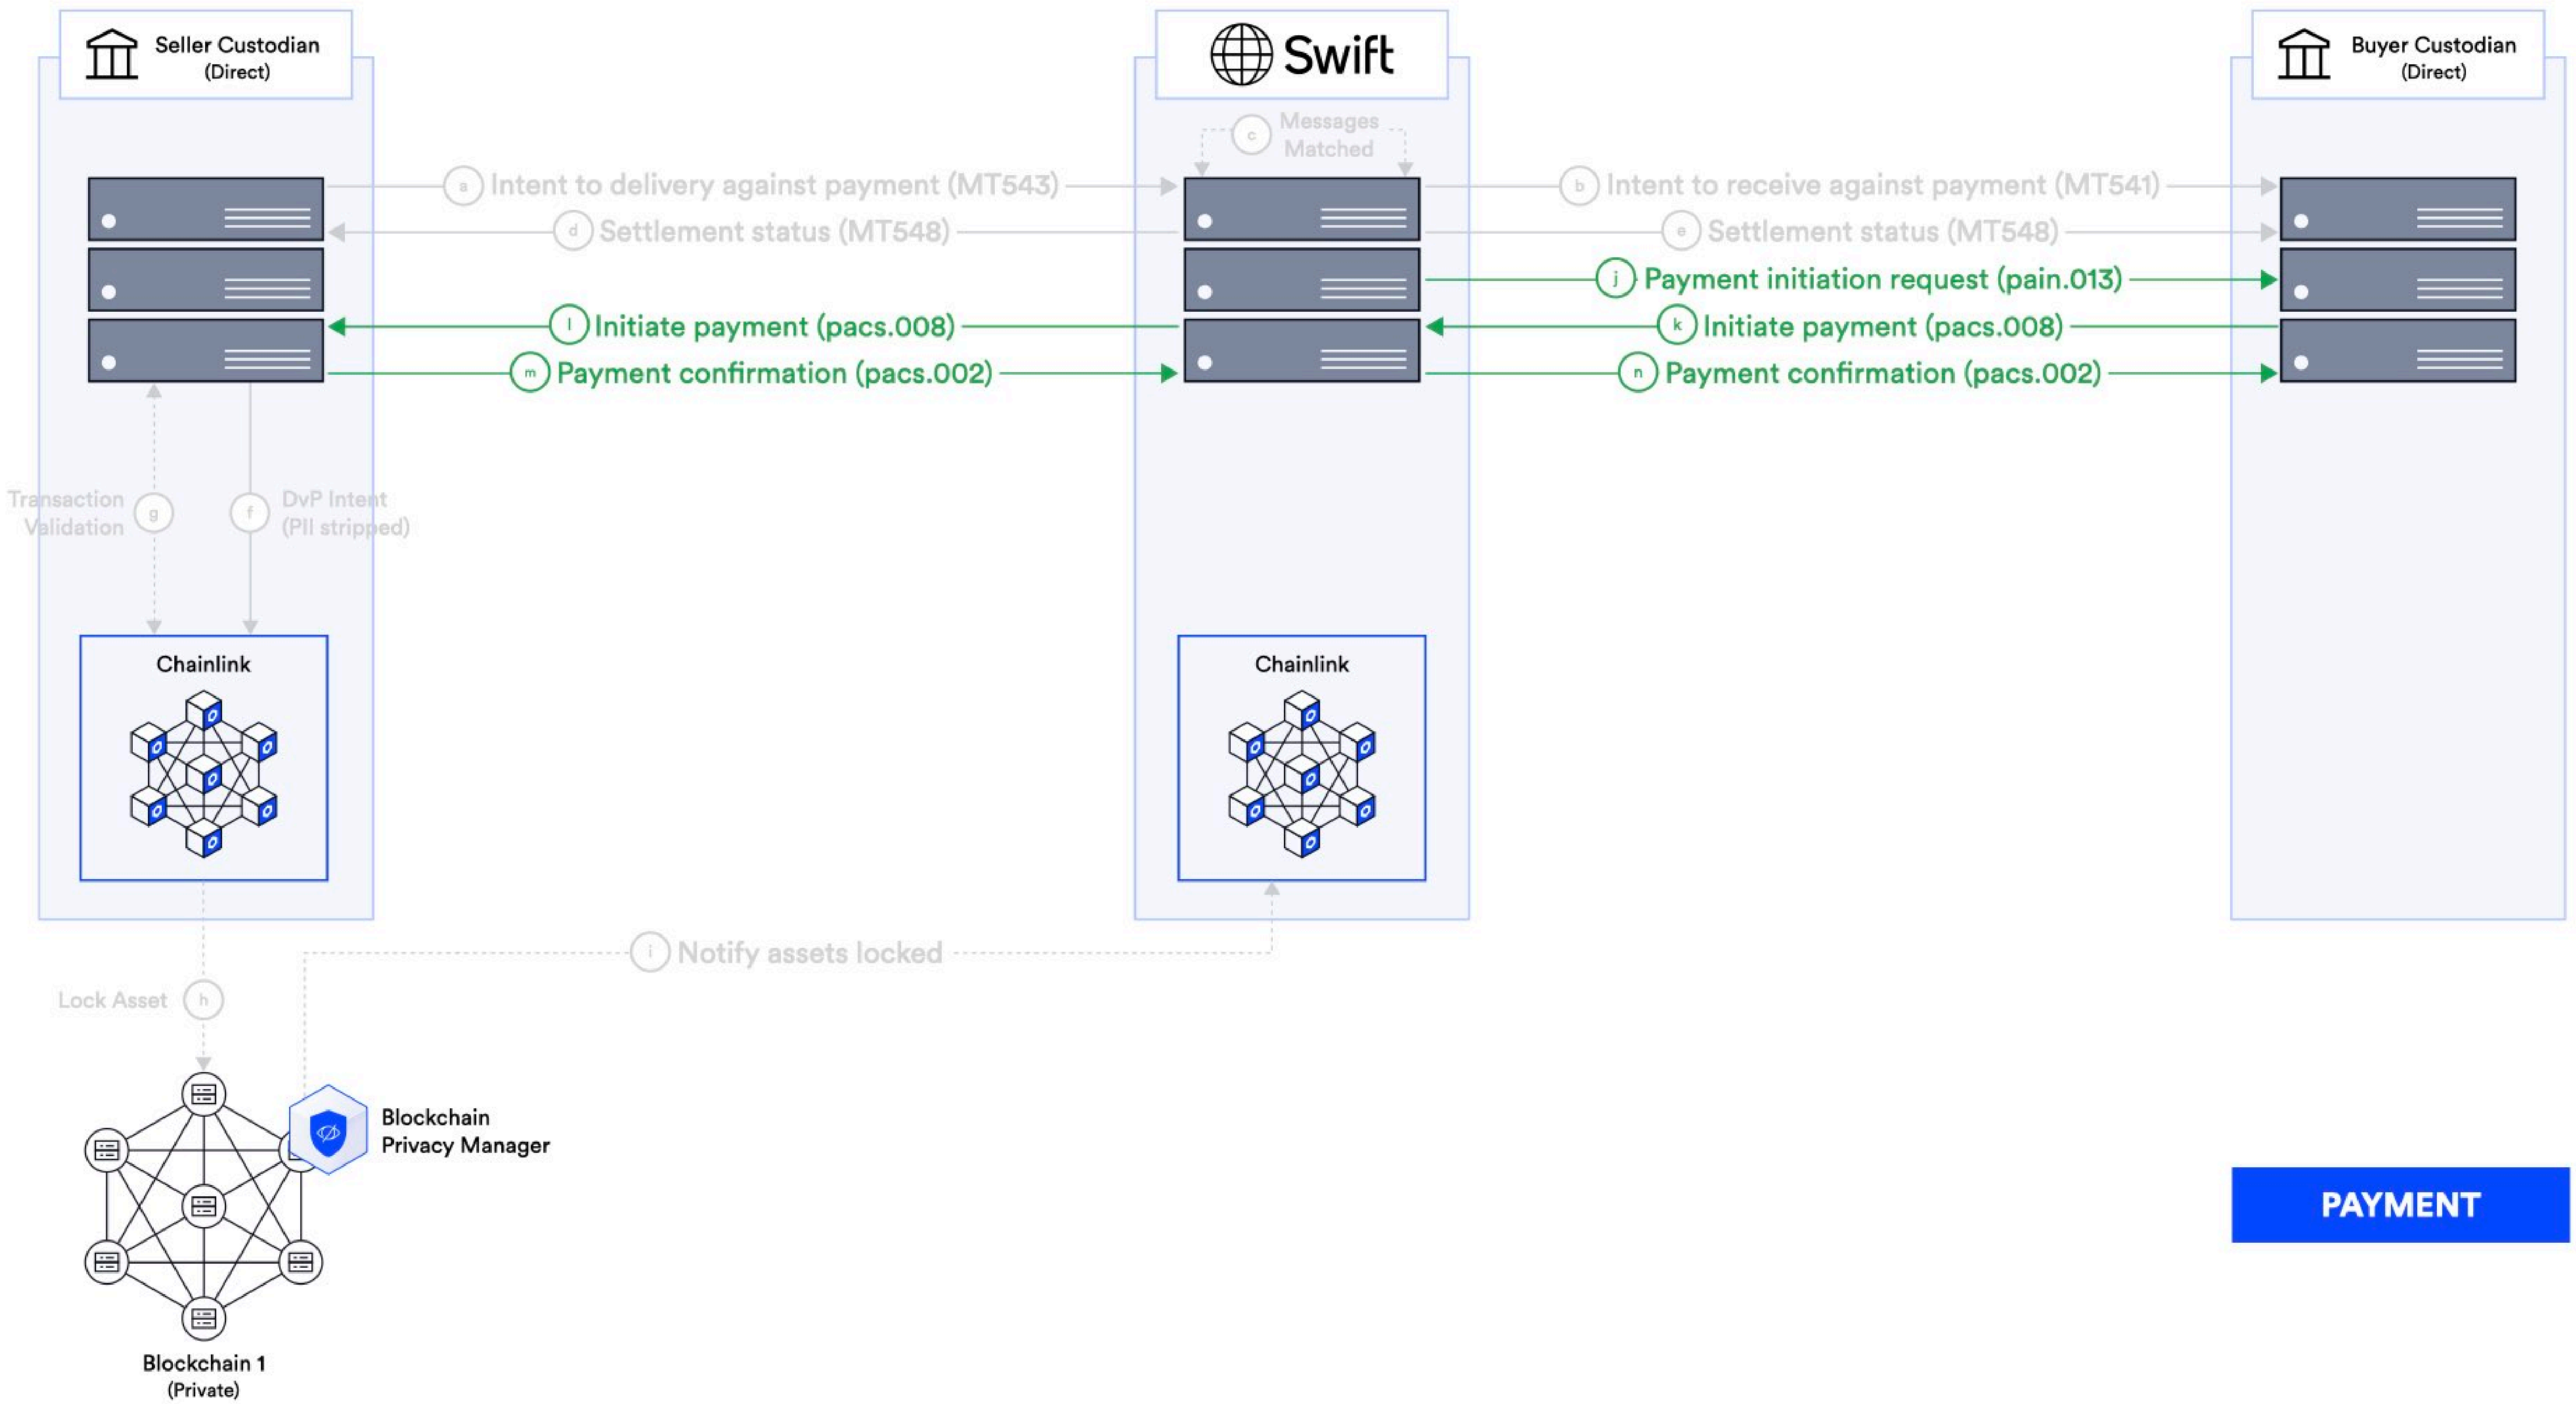 Seller Custodian
(Direct)
Swift
Buyer Custodian
(Direct)
c Messages
Matched
a Intent to delivery against payment (MT543)
b Intent to receive against payment (MT541)
d Settlement status (MT548)
e Settlement status (MT548)
j Payment initiation request (pain.013)
l Initiate payment (pacs.008)
k Initiate payment (pacs.008)
m Payment confirmation (pacs.002)
n Payment confirmation (pacs.002)
Transaction
Validation
g
f
DvP Intent
(PII stripped)
Chainlink
Chainlink
i Notify assets locked
Lock Asset h
Blockchain
Privacy Manager
PAYMENT
Blockchain 1
(Private)